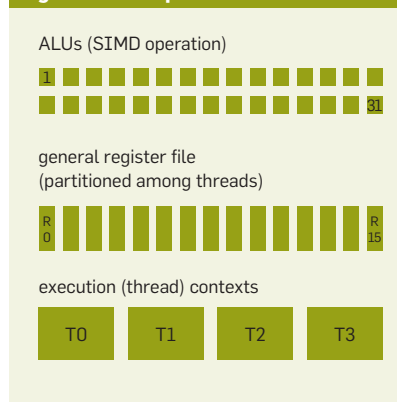 ALUs (SIMD operation)
1
31
general register file
(partitioned among threads)
R R
0 15
execution (thread) contexts
T0 T1 T2 T3